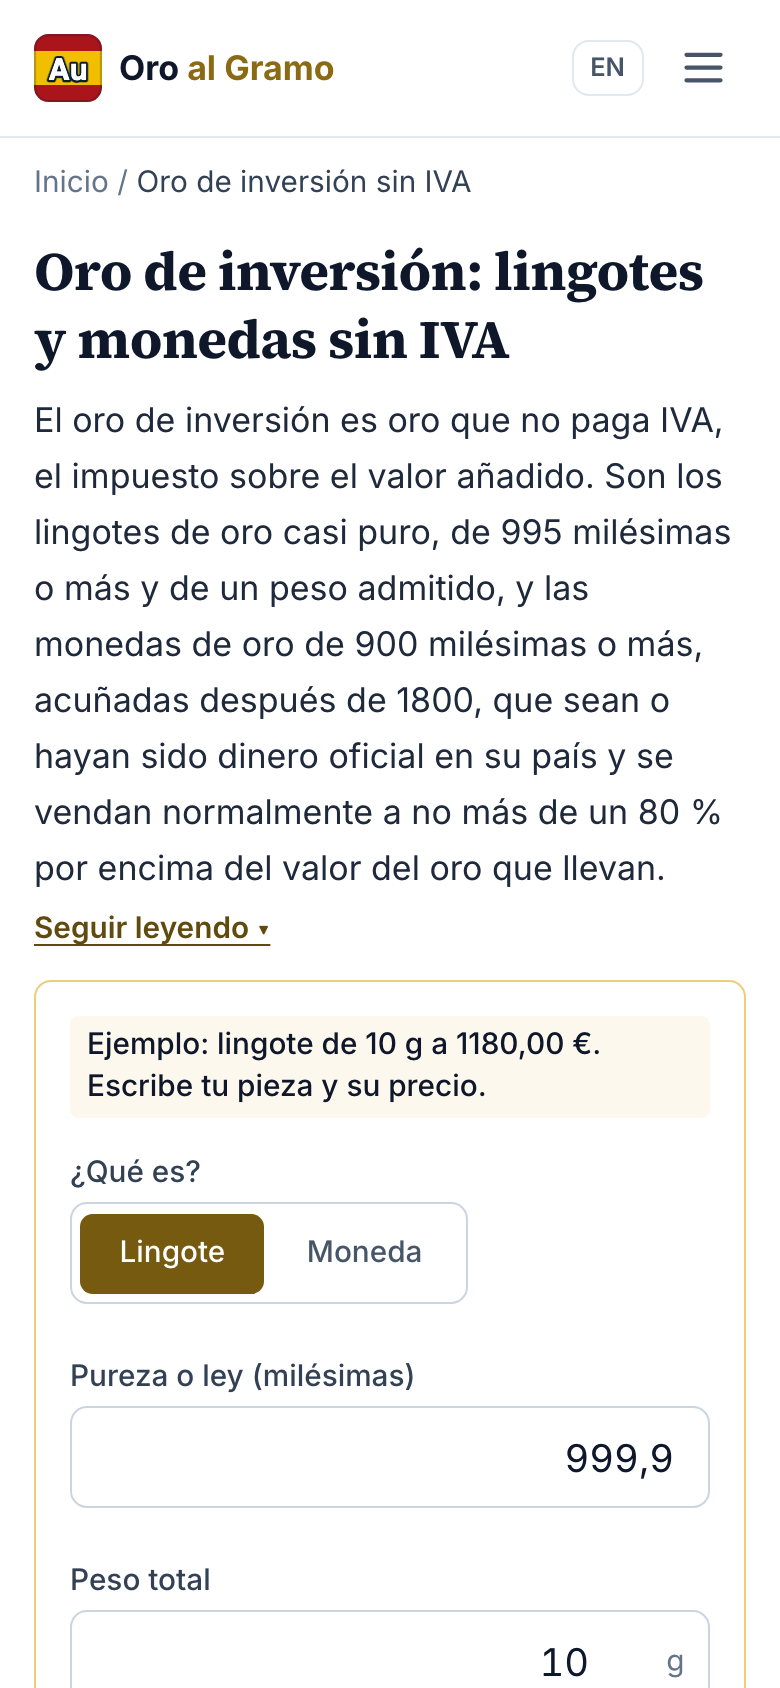 Au
Oro al Gramo
EN
Inicio / Oro de inversión sin IVA
Oro de inversión: lingotes
y monedas sin IVA
El oro de inversión es oro que no paga IVA,
el impuesto sobre el valor añadido. Son los
lingotes de oro casi puro, de 995 milésimas
o más y de un peso admitido, y las
monedas de oro de 900 milésimas o más,
acuñadas después de 1800, que sean o
hayan sido dinero oficial en su país y se
vendan normalmente a no más de un 80 %
por encima del valor del oro que llevan.
Seguir leyendo ▾
Ejemplo: lingote de 10 g a 1180,00 €.
Escribe tu pieza y su precio.
¿Qué es?
Lingote Moneda
Pureza o ley (milésimas)
999,9
Peso total
10 g